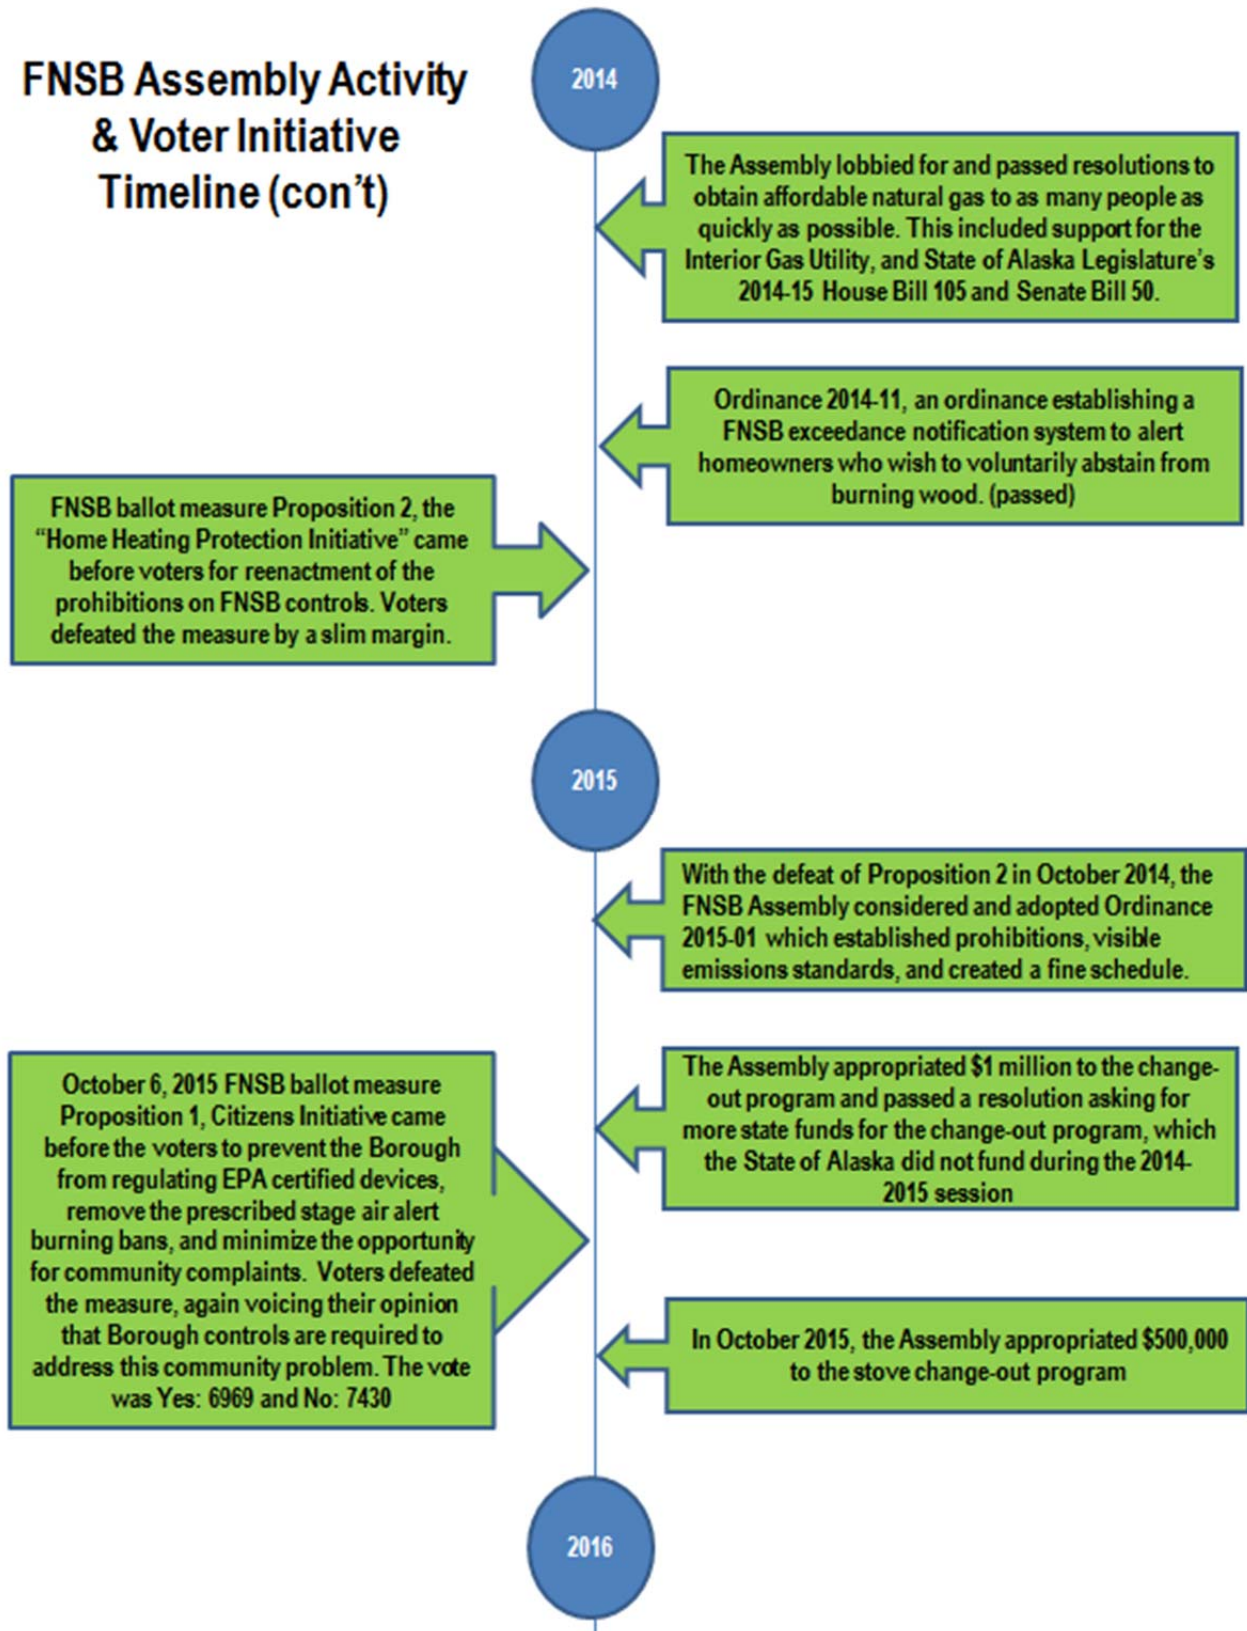 FNSB Assembly Activity
& Voter Initiative
Timeline (con’t)
2014
The Assembly lobbied for and passed resolutions to
obtain affordable natural gas to as many people as
quickly as possible. This included support for the
Interior Gas Utility, and State of Alaska Legislature’s
2014-15 House Bill 105 and Senate Bill 50.
Ordinance 2014-11, an ordinance establishing a
FNSB exceedance notification system to alert
homeowners who wish to voluntarily abstain from
burning wood. (passed)
FNSB ballot measure Proposition 2, the
“Home Heating Protection Initiative” came
before voters for reenactment of the
prohibitions on FNSB controls. Voters
defeated the measure by a slim margin.
2015
With the defeat of Proposition 2 in October 2014, the
FNSB Assembly considered and adopted Ordinance
2015-01 which established prohibitions, visible
emissions standards, and created a fine schedule.
The Assembly appropriated $1 million to the change-
out program and passed a resolution asking for
more state funds for the change-out program, which
the State of Alaska did not fund during the 2014-
2015 session
October 6, 2015 FNSB ballot measure
Proposition 1, Citizens Initiative came
before the voters to prevent the Borough
from regulating EPA certified devices,
remove the prescribed stage air alert
burning bans, and minimize the opportunity
for community complaints. Voters defeated
the measure, again voicing their opinion
that Borough controls are required to
address this community problem. The vote
was Yes: 6969 and No: 7430
In October 2015, the Assembly appropriated $500,000
to the stove change-out program
2016